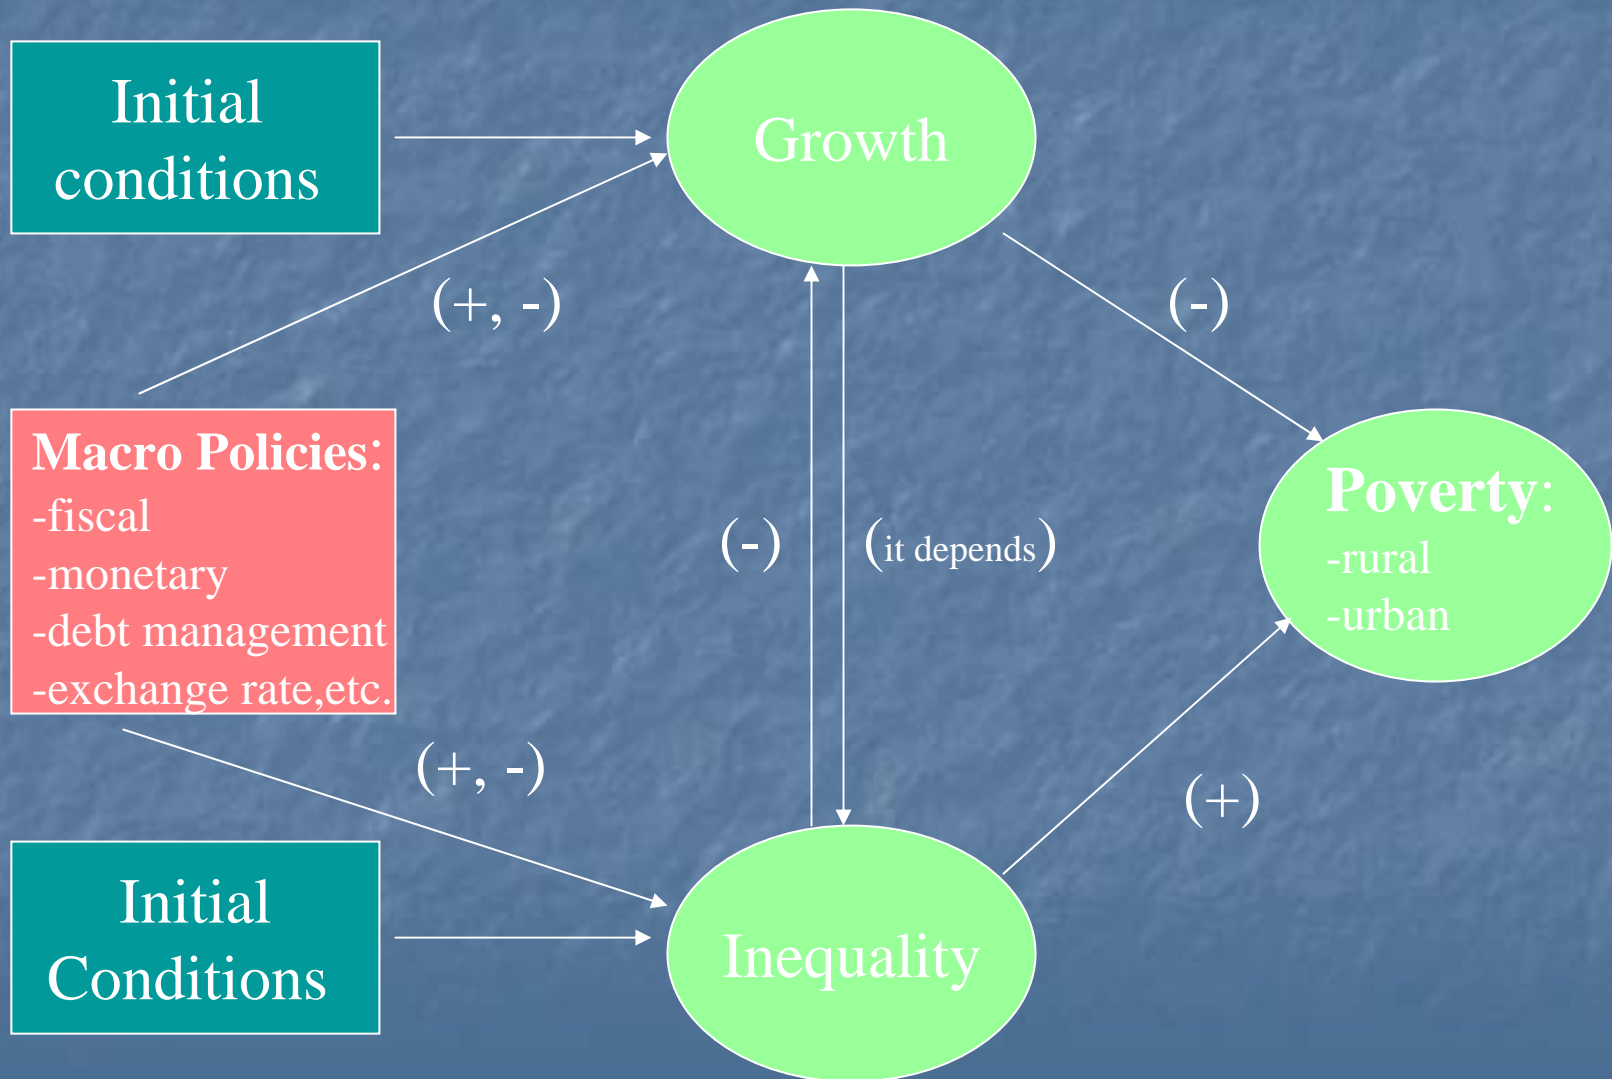 Initial
conditions
Growth
(+, -)
(-)
Macro Policies:
-fiscal
-monetary
-debt management
-exchange rate,etc.
(-)
(it depends)
Poverty:
-rural
-urban
(+, -)
(+)
Initial
Conditions
Inequality